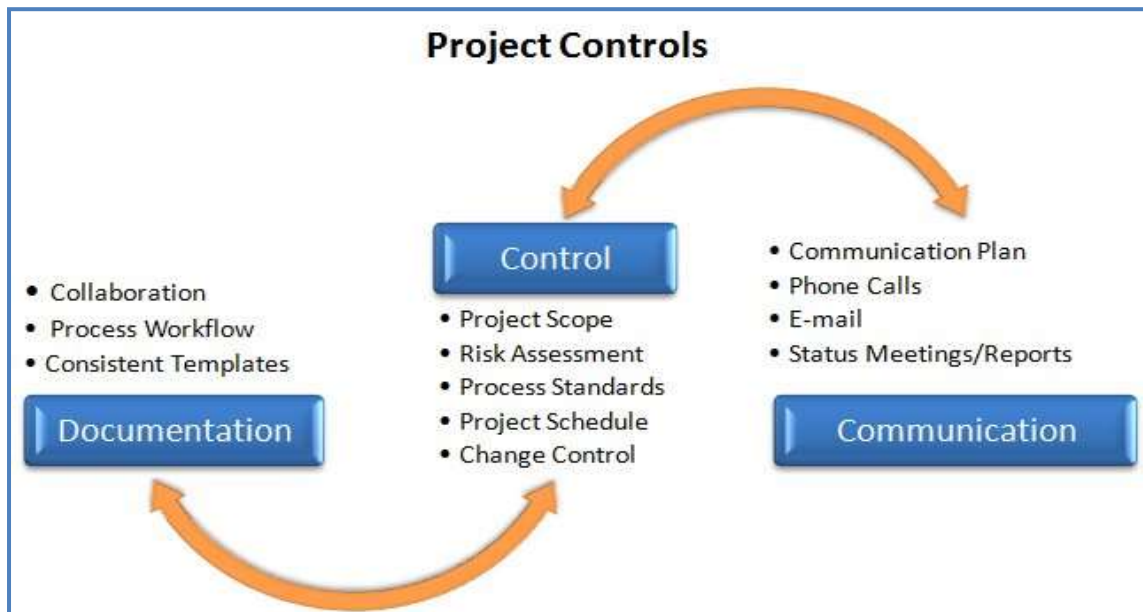 Project Controls
• Collaboration
• Process Workflow
• Consistent Templates
Documentation
Control
• Project Scope
• Risk Assessment
• Process Standards
• Project Schedule
• Change Control
• Communication Plan
• Phone Calls
• E-mail
• Status Meetings/Reports
Communication